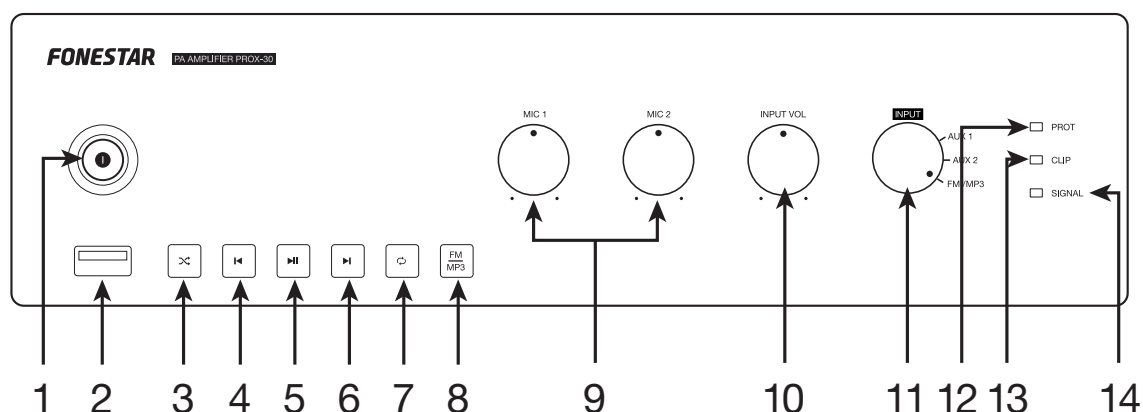 FONESTAR PA AMPLIFIER PROX-30
MIC 1 MIC 2 INPUT VOL INPUT
AUX 1
AUX 2
FM/MP3
PROT
CLIP
SIGNAL
FM
MP3
1 2 3 4 5 6 7 8 9 10 11 12 13 14